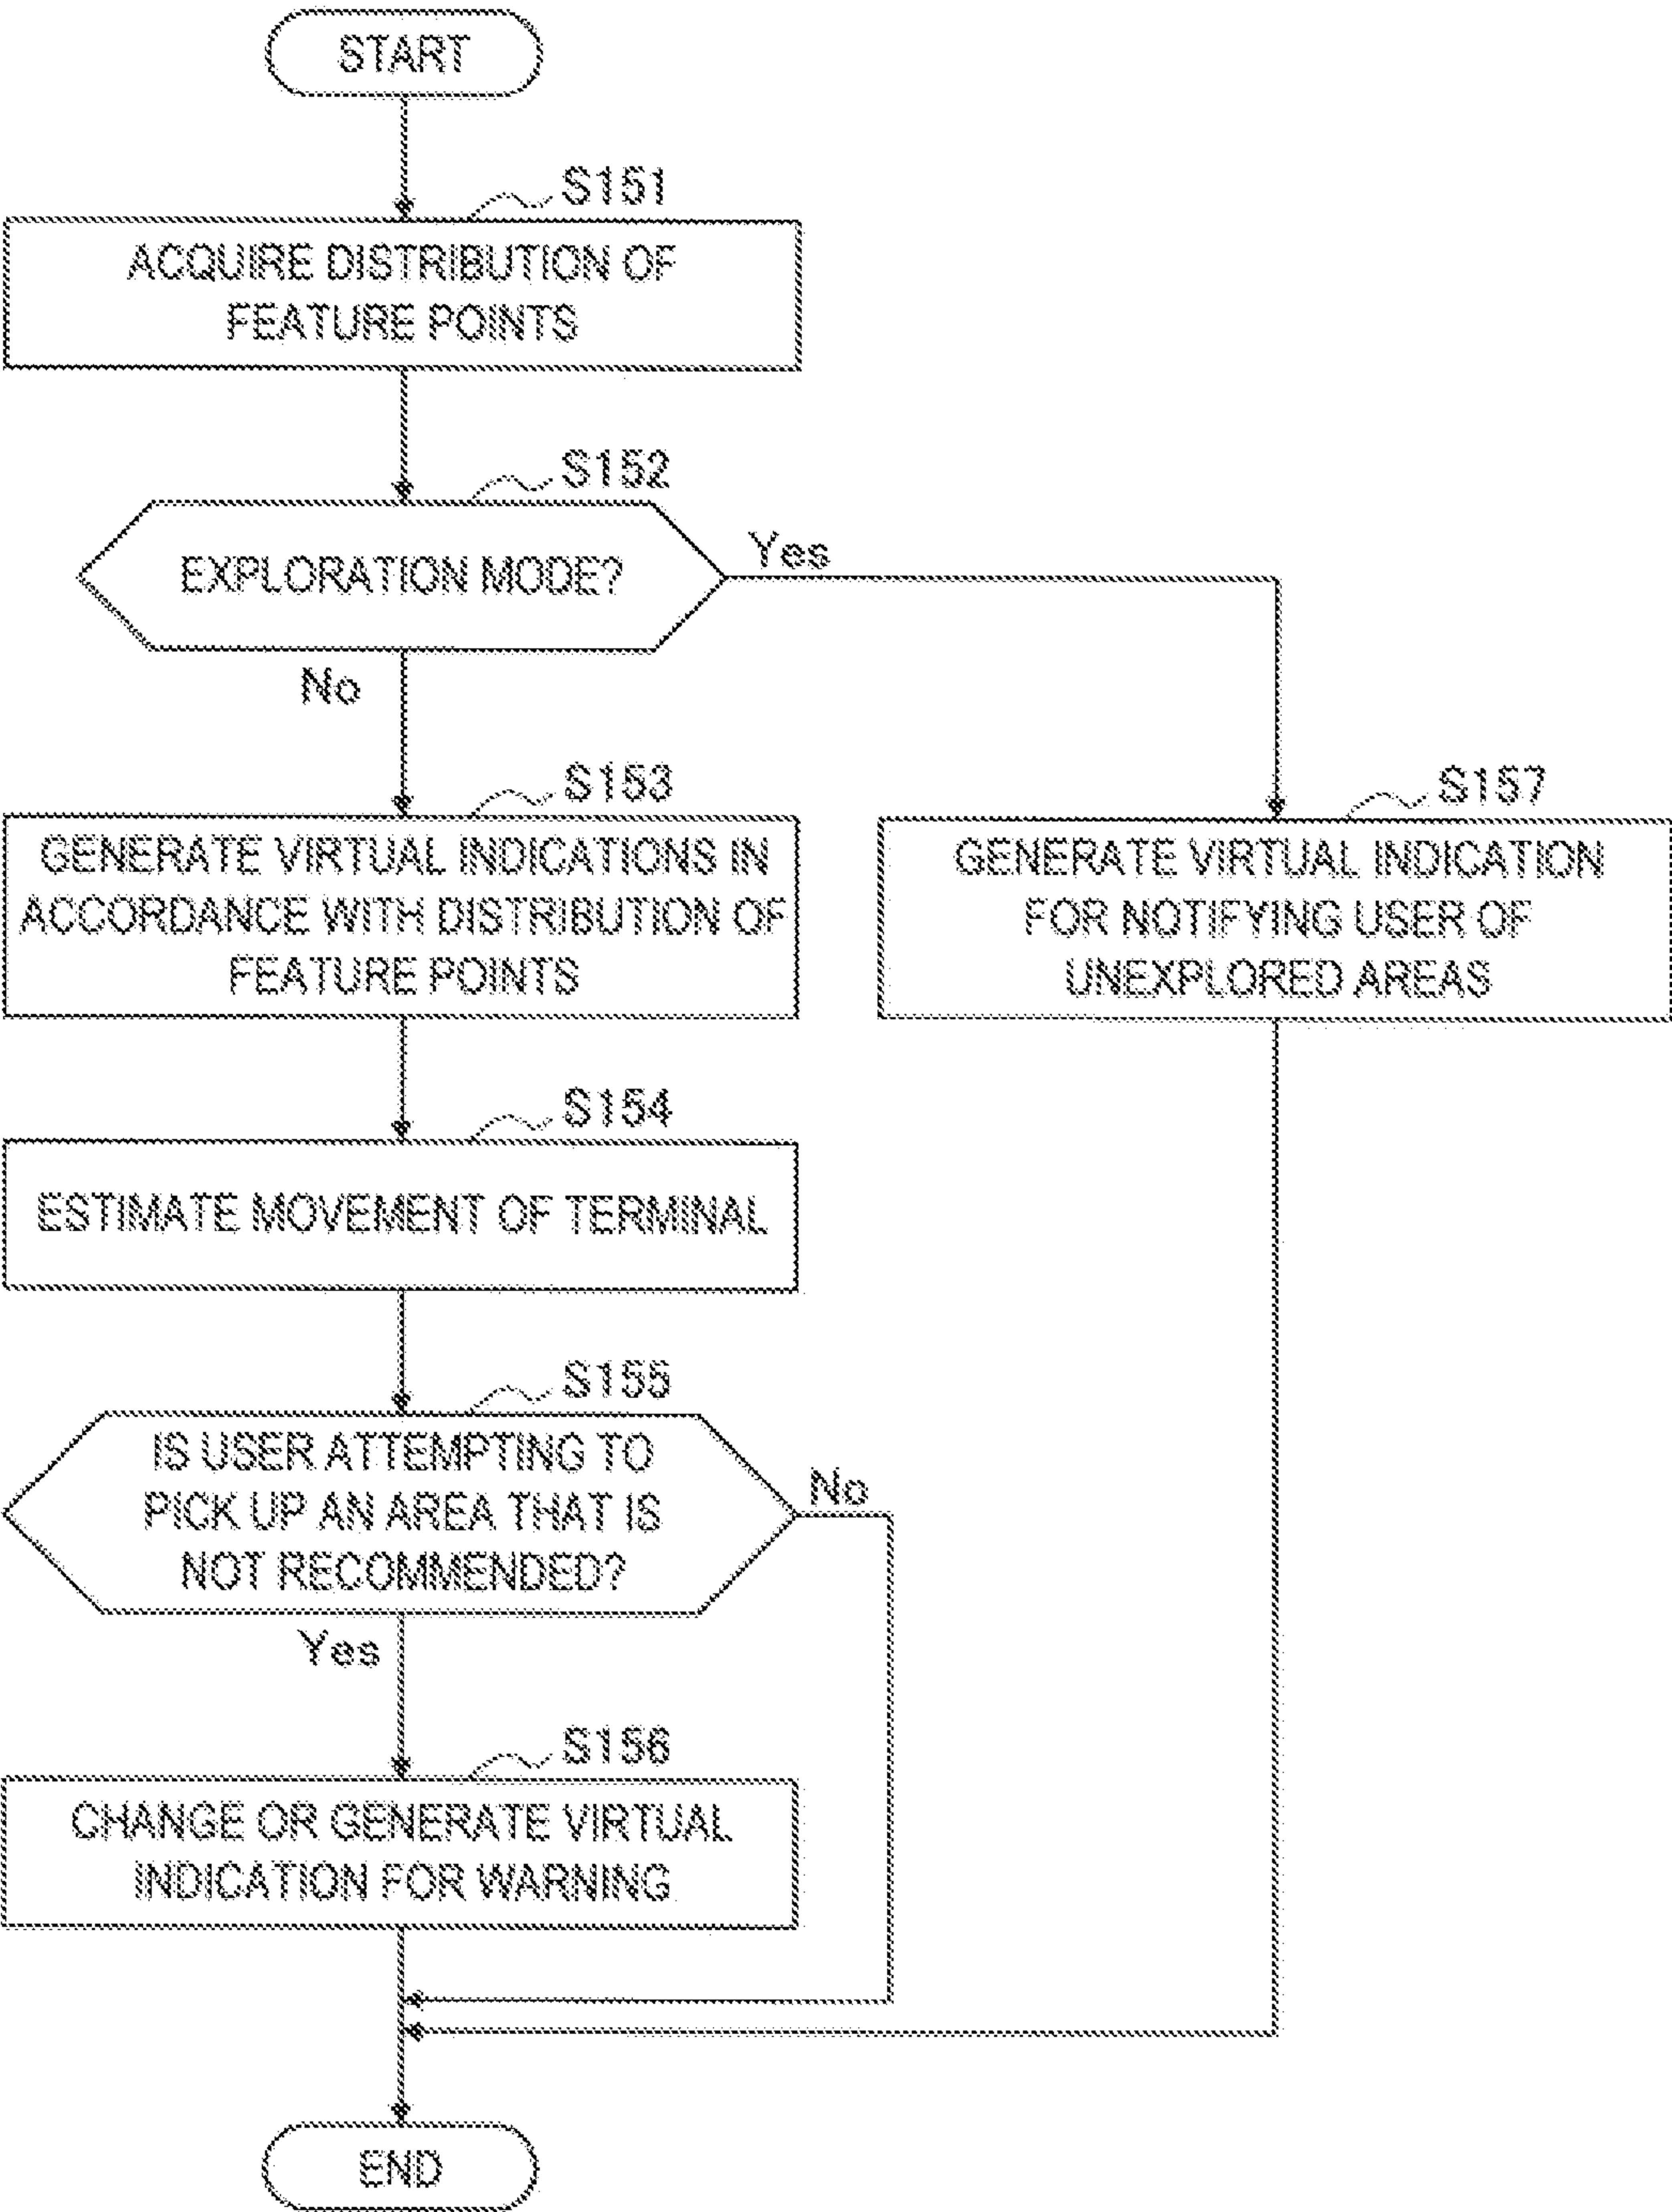 START
S151
ACQUIRE DISTRIBUTION OF
FEATURE POINTS
S152
EXPLORATION MODE?
Yes
No
S153
GENERATE VIRTUAL INDICATIONS IN
ACCORDANCE WITH DISTRIBUTION OF
FEATURE POINTS
S157
GENERATE VIRTUAL INDICATION
FOR NOTIFYING USER OF
UNEXPLORED AREAS
S154
ESTIMATE MOVEMENT OF TERMINAL
S155
IS USER ATTEMPTING TO
PICK UP AN AREA THAT IS
NOT RECOMMENDED?
No
Yes
S156
CHANGE OR GENERATE VIRTUAL
INDICATION FOR WARNING
END